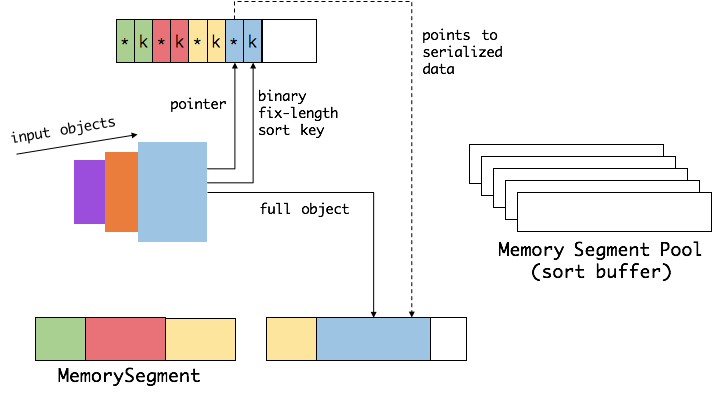 * k * k * k * k
points to
serialized
data
pointer
binary
fix-length
sort key
input objects
full object
Memory Segment Pool
(sort buffer)
MemorySegment